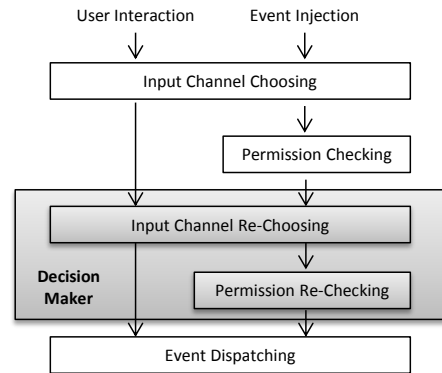 User Interaction
Event Injection
Input Channel Choosing
Permission Checking
Input Channel Re-Choosing
Decision
Maker
Permission Re-Checking
Event Dispatching